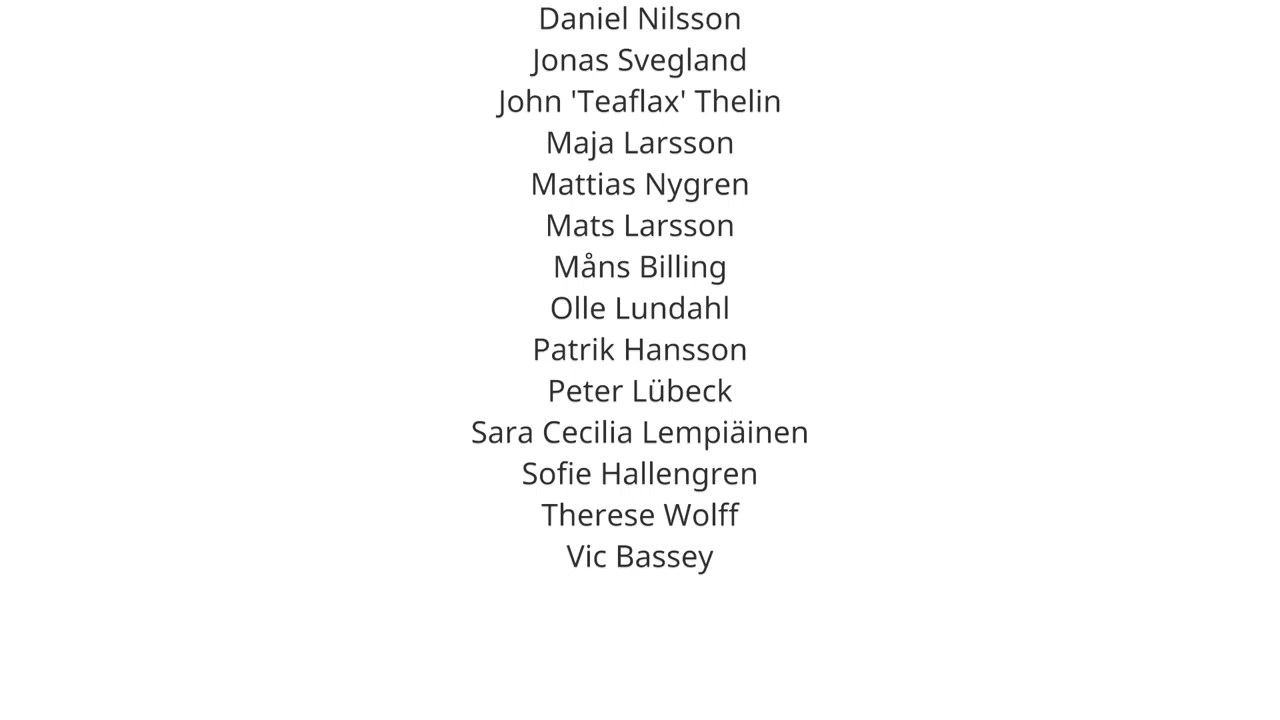 Daniel Nilsson
Jonas Svegland
John 'Teaflax' Thelin
Maja Larsson
Mattias Nygren
Mats Larsson
Måns Billing
Olle Lundahl
Patrik Hansson
Peter Lübeck
Sara Cecilia Lempiäinen
Sofie Hallengren
Therese Wolff
Vic Bassey